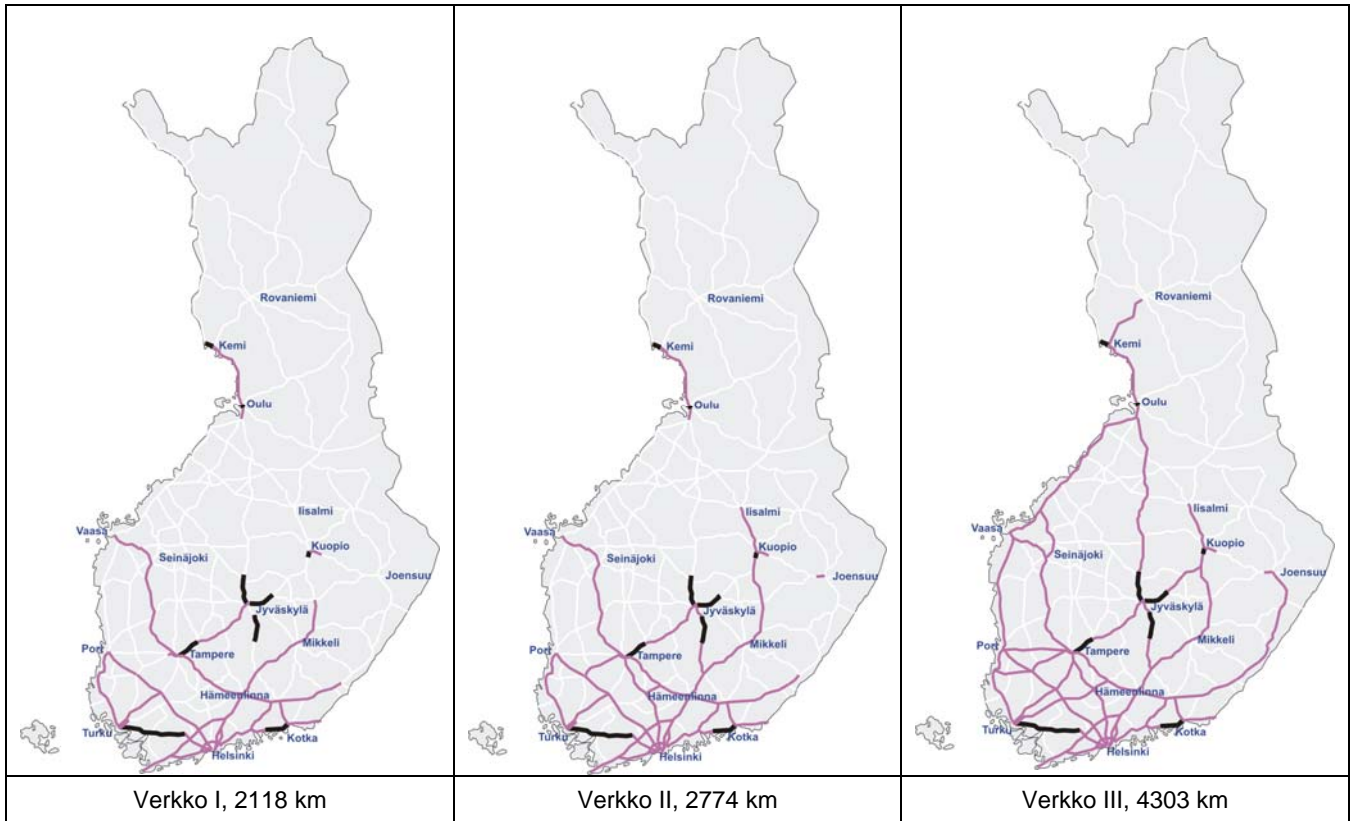 Rovaniemi
Kemi
Oulu
Iisalmi
Vaasa
Seinäjoki
Kuopio
Joensuu
Jyväskylä
Mikkeli
Pori
Tampere
Hämeenlinna
Turku
Kotka
Helsinki
Verkko I, 2118 km
Rovaniemi
Kemi
Oulu
Iisalmi
Vaasa
Seinäjoki
Kuopio
Joensuu
Jyväskylä
Mikkeli
Pori
Tampere
Hämeenlinna
Turku
Kotka
Helsinki
Verkko II, 2774 km
Rovaniemi
Kemi
Oulu
Iisalmi
Vaasa
Seinäjoki
Kuopio
Joensuu
Jyväskylä
Mikkeli
Pori
Tampere
Hämeenlinna
Turku
Kotka
Helsinki
Verkko III, 4303 km